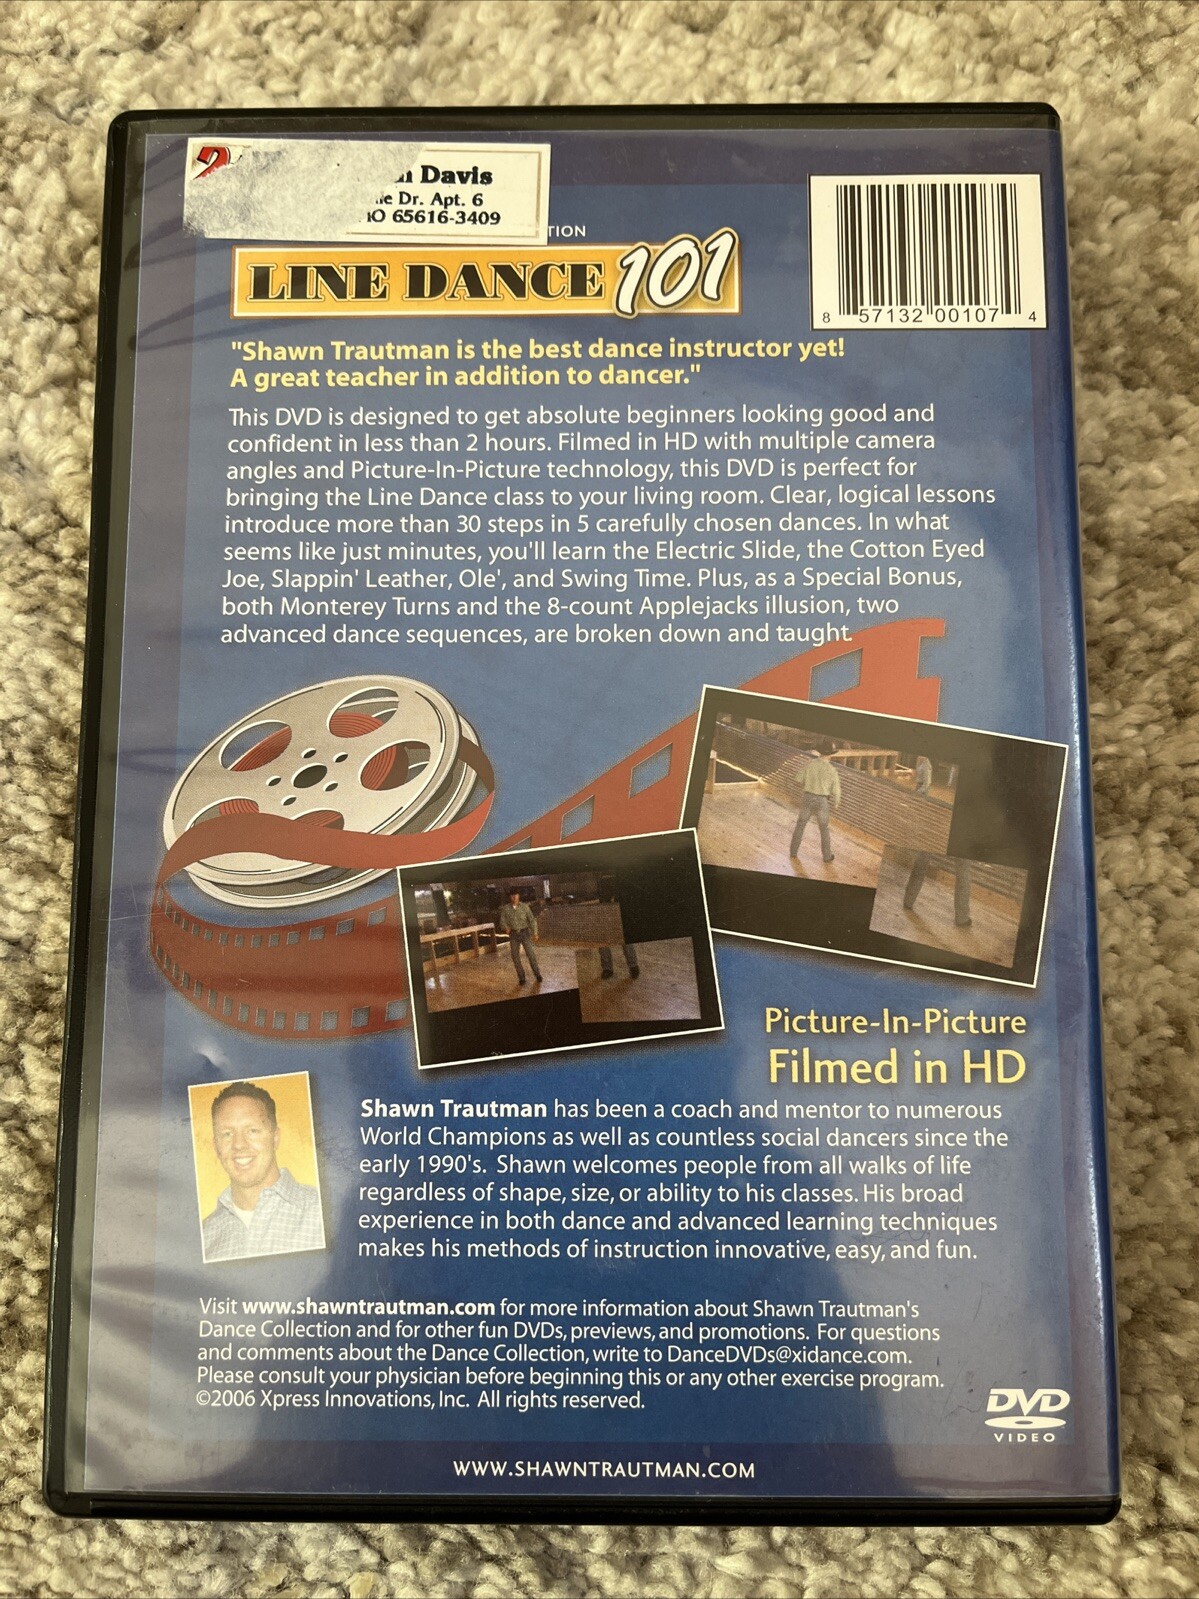 Davis
Dr. Apt. 6
65616-3409
LINE DANCE 101
8 57132 00107 4
"Shawn Trautman is the best dance instructor yet!
A great teacher in addition to dancer."
This DVD is designed to get absolute beginners looking good and
confident in less than 2 hours. Filmed in HD with multiple camera
angles and Picture-In-Picture technology, this DVD is perfect for
bringing the Line Dance class to your living room. Clear, logical lessons
introduce more than 30 steps in 5 carefully chosen dances. In what
seems like just minutes, you'll learn the Electric Slide, the Cotton Eyed
Joe, Slappin' Leather, Ole', and Swing Time. Plus, as a Special Bonus,
both Monterey Turns and the 8-count Applejacks illusion, two
advanced dance sequences, are broken down and taught.
Picture-In-Picture
Filmed in HD
Shawn Trautman has been a coach and mentor to numerous
World Champions as well as countless social dancers since the
early 1990's. Shawn welcomes people from all walks of life
regardless of shape, size, or ability to his classes. His broad
experience in both dance and advanced learning techniques
makes his methods of instruction innovative, easy, and fun.
Visit www.shawntrautman.com for more information about Shawn Trautman's
Dance Collection and for other fun DVDs, previews, and promotions. For questions
and comments about the Dance Collection, write to DanceDVDs@xidance.com.
Please consult your physician before beginning this or any other exercise program.
©2006 Xpress Innovations, Inc. All rights reserved.
DVD
VIDEO
WWW.SHAWNTRAUTMAN.COM